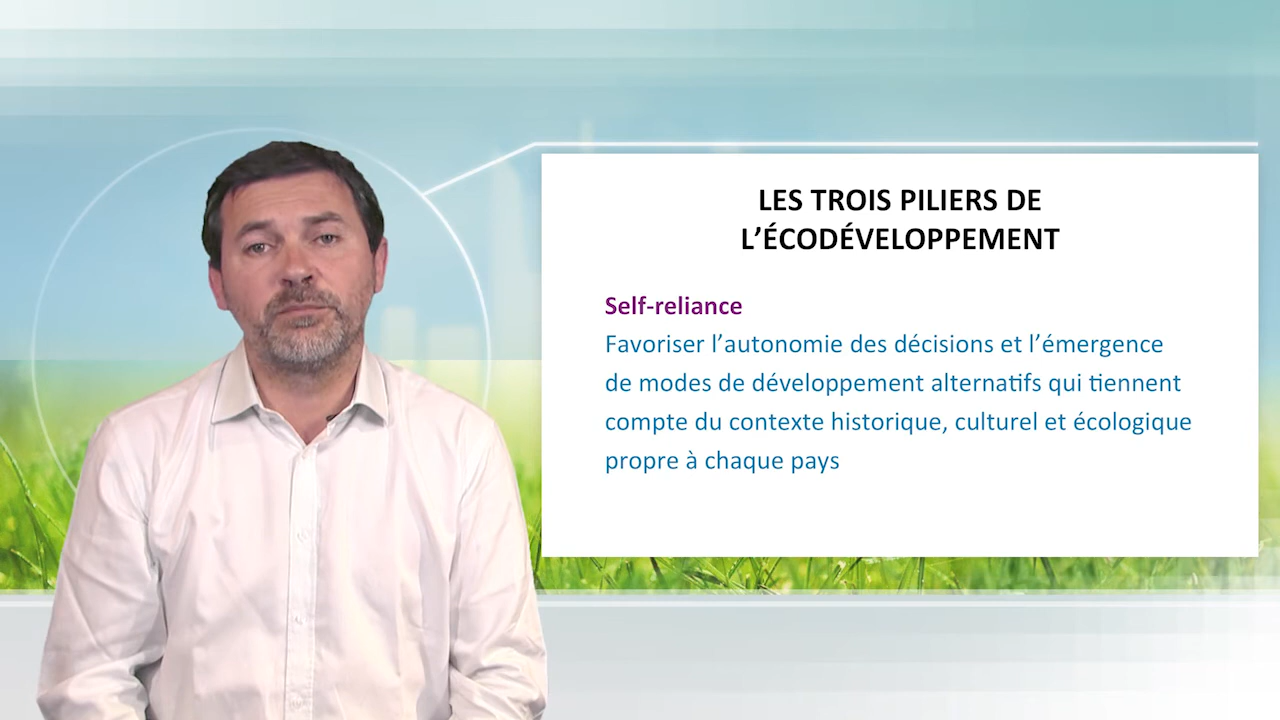 LES TROIS PILIERS DE
L’ÉCODÉVELOPPEMENT
Self-reliance
Favoriser l’autonomie des décisions et l’émergence
de modes de développement alternatifs qui tiennent
compte du contexte historique, culturel et écologique
propre à chaque pays